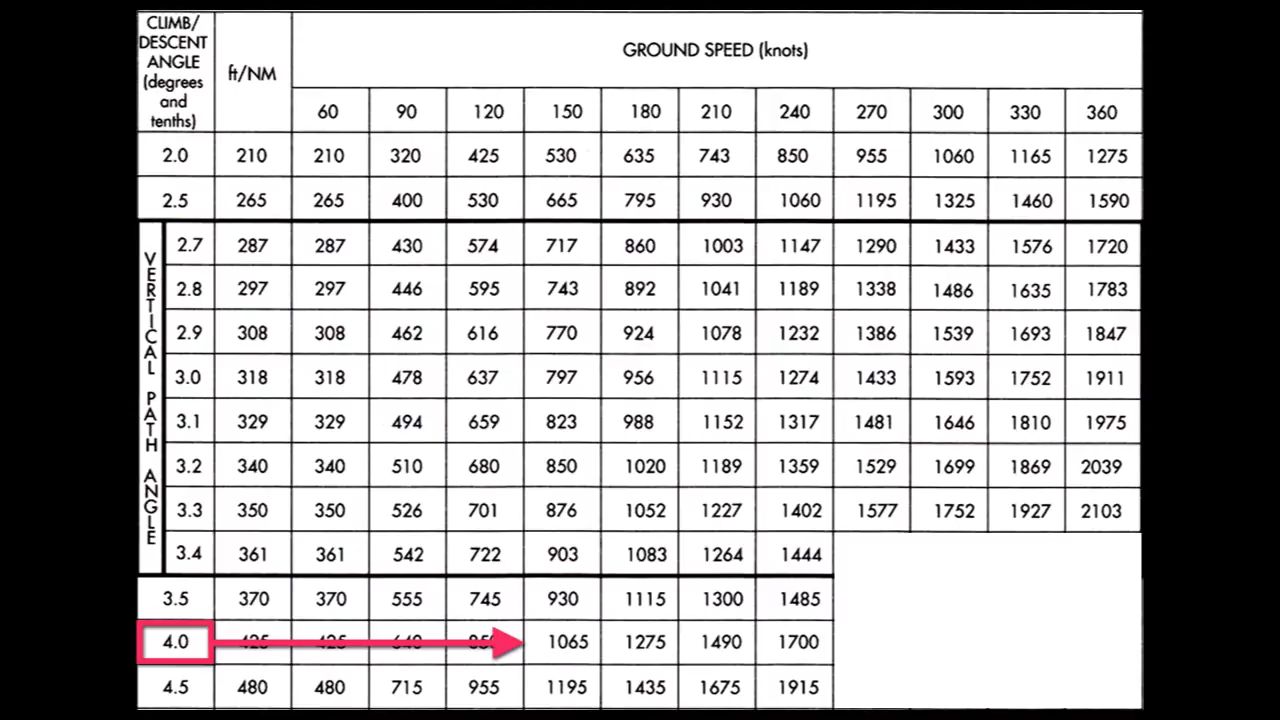 CLIMB/
DESCENT
ANGLE
(degrees
and
tenths)
ft/NM
GROUND SPEED (knots)
60 90 120 150 180 210 240 270 300 330 360
2.0 210 210 320 425 530 635 743 850 955 1060 1165 1275
2.5 265 265 400 530 665 795 930 1060 1195 1325 1460 1590
VERTICAL PATH ANGLE
2.7 287 287 430 574 717 860 1003 1147 1290 1433 1576 1720
2.8 297 297 446 595 743 892 1041 1189 1338 1486 1635 1783
2.9 308 308 462 616 770 924 1078 1232 1386 1539 1693 1847
3.0 318 318 478 637 797 956 1115 1274 1433 1593 1752 1911
3.1 329 329 494 659 823 988 1152 1317 1481 1646 1810 1975
3.2 340 340 510 680 850 1020 1189 1359 1529 1699 1869 2039
3.3 350 350 526 701 876 1052 1227 1402 1577 1752 1927 2103
3.4 361 361 542 722 903 1083 1264 1444
3.5 370 370 555 745 930 1115 1300 1485
4.0 425 425 640 1065 1275 1490 1700
4.5 480 480 715 955 1195 1435 1675 1915